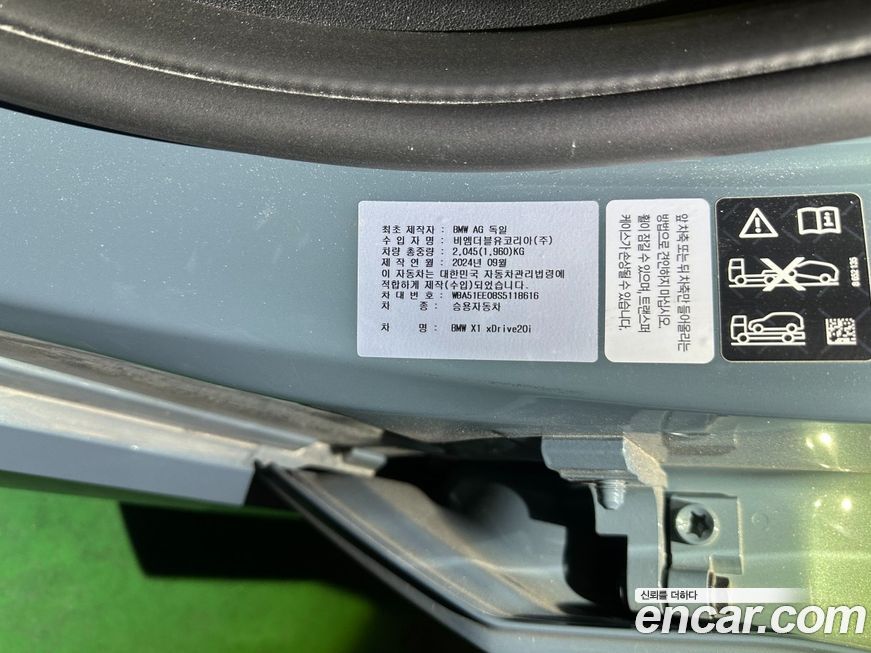 최초 제작자 : BMW AG 독일
수 입 자 명 : 비엠더블유코리아(주)
차량 총중량 : 2,045(1,960)KG
제 작 연 월 : 2024년 09월
이 자동차는 대한민국 자동차관리법령에
적합하게 제작(수입)되었습니다.
차 대 번 호 : WBA51EE08S5118616
차 종 : 승용자동차
차 명 : BMW X1 xDrive20i
앞 차축 또는 뒤 차축만 들어올리는
방법으로 견인하지 마십시오.
휠이 잠길 수 있으며, 트랜스퍼
케이스가 손상될 수 있습니다.
신뢰를 더하다
encar.com